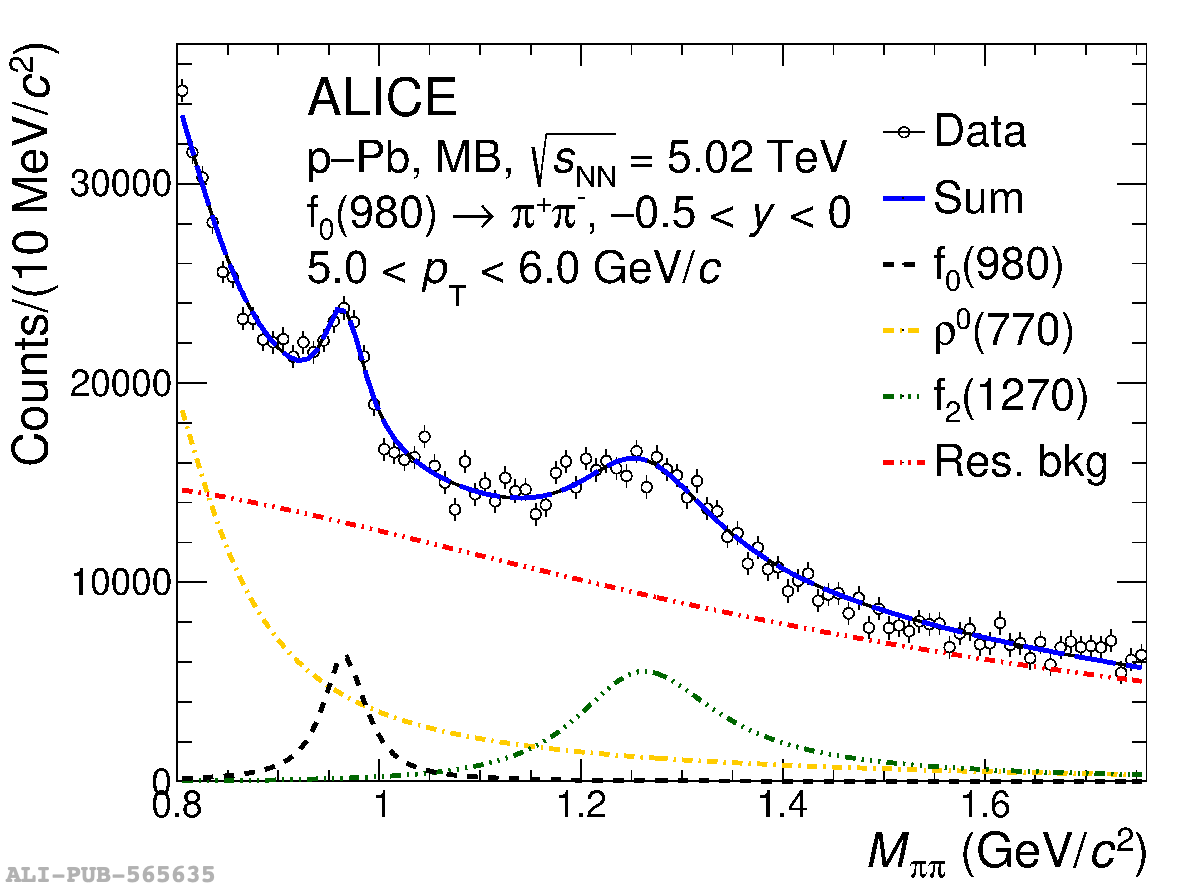 Counts/(10 MeV/c²)
30000
20000
10000
0
ALICE
p–Pb, MB, √sNN = 5.02 TeV
f₀(980) → π⁺π⁻, –0.5 < y < 0
5.0 < pT < 6.0 GeV/c
Data
Sum
f₀(980)
ρ⁰(770)
f₂(1270)
Res. bkg
0.8 1 1.2 1.4 1.6
Mππ (GeV/c²)
ALI-PUB-565635